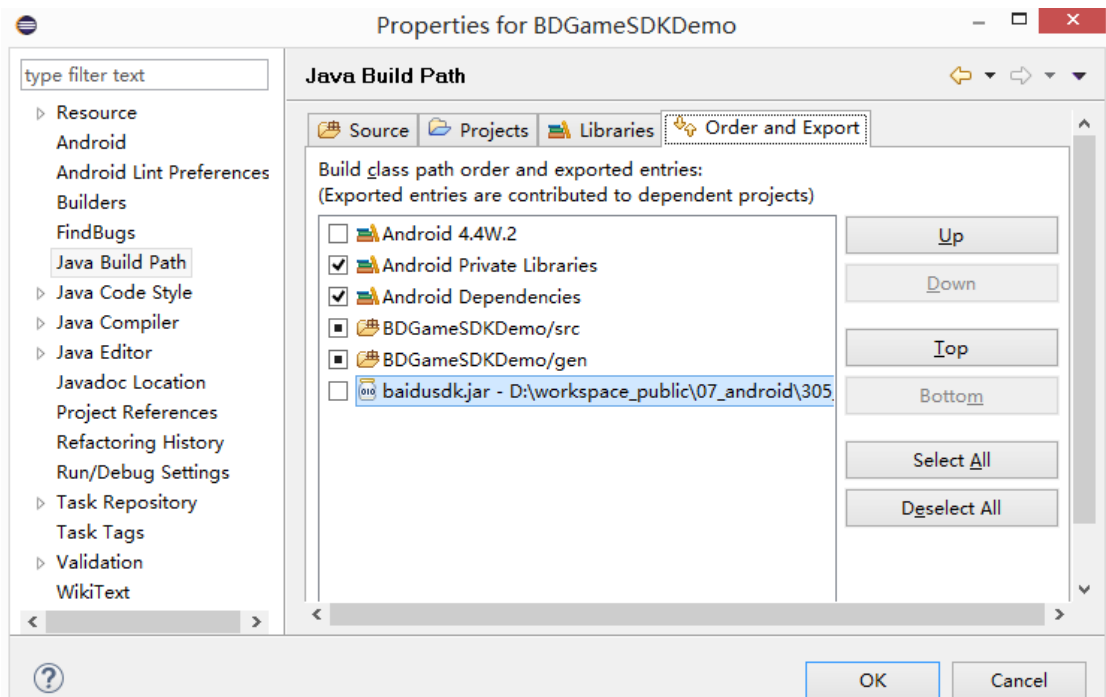 Properties for BDGameSDKDemo
type filter text
Resource
Android
Android Lint Preferences
Builders
FindBugs
Java Build Path
Java Code Style
Java Compiler
Java Editor
Javadoc Location
Project References
Refactoring History
Run/Debug Settings
Task Repository
Task Tags
Validation
WikiText
Java Build Path
Source Projects Libraries Order and Export
Build class path order and exported entries:
(Exported entries are contributed to dependent projects)
Android 4.4W.2
Android Private Libraries
Android Dependencies
BDGameSDKDemo/src
BDGameSDKDemo/gen
010 baidusdk.jar - D:\workspace_public\07_android\305_
Up
Down
Top
Bottom
Select All
Deselect All
OK Cancel